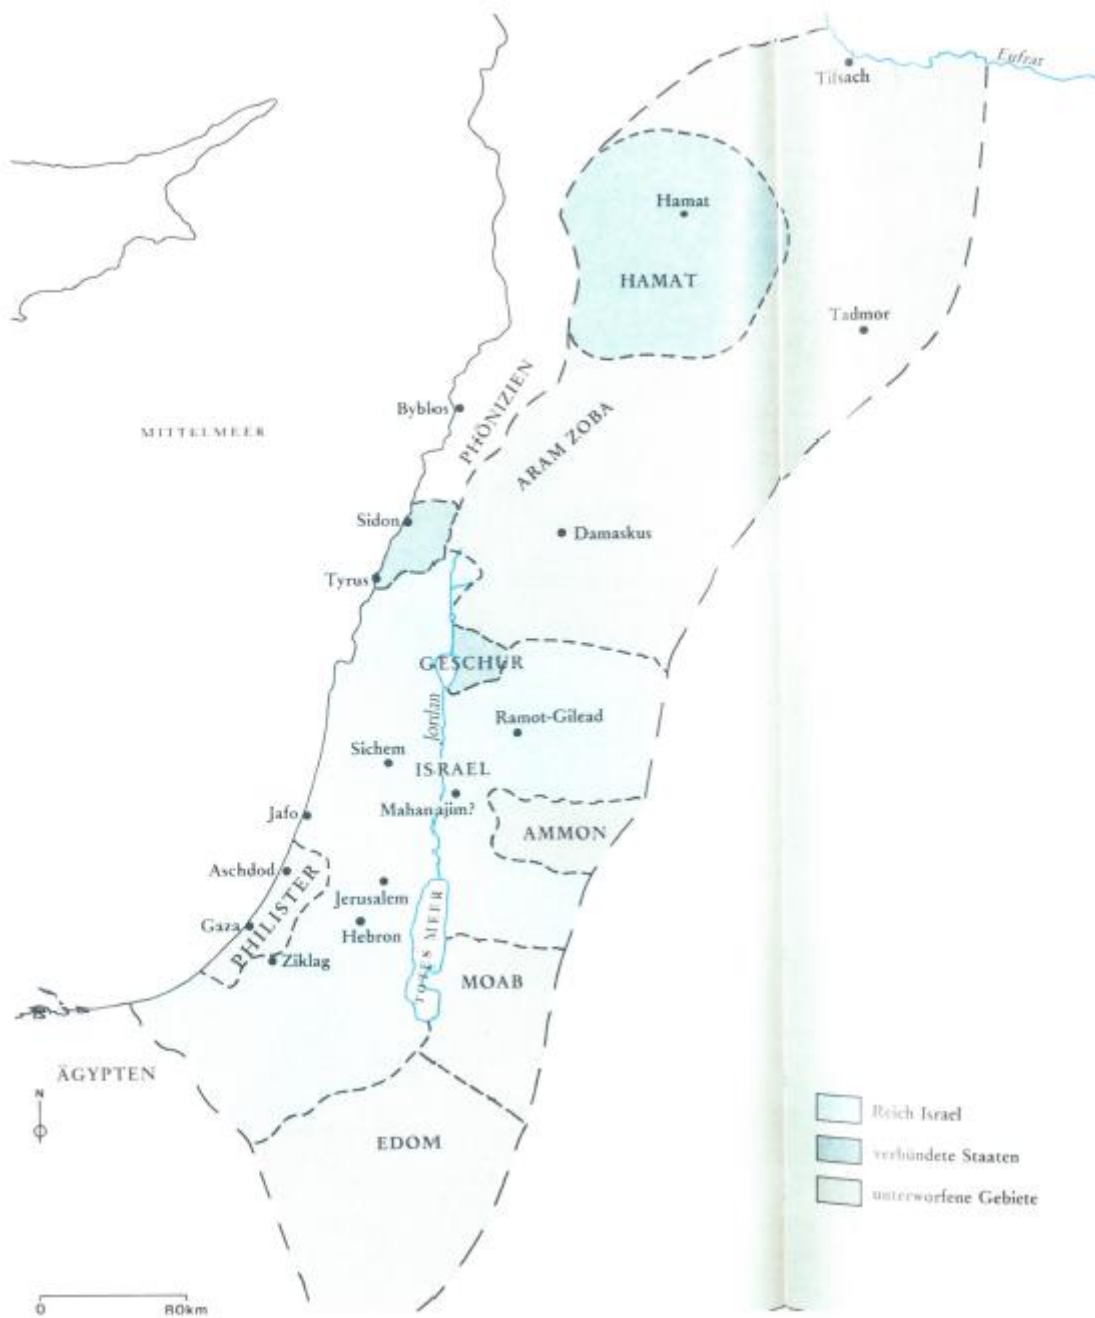 Eufrat
Tifsach
Hamat
HAMAT
Tadmor
Byblos
PHÖNIZIEN
MITTELMEER
ARAM ZOBA
Sidon
Damaskus
Tyrus
GESCHUR
Jordan
Ramot-Gilead
Sichem
ISRAEL
Mahanajim?
Jafo
AMMON
Aschdod
PHILISTER
Jerusalem
Gaza
Hebron
TOTES MEER
Ziklag
MOAB
ÄGYPTEN
N
EDOM
Reich Israel
verbündete Staaten
unterworfene Gebiete
0 80km